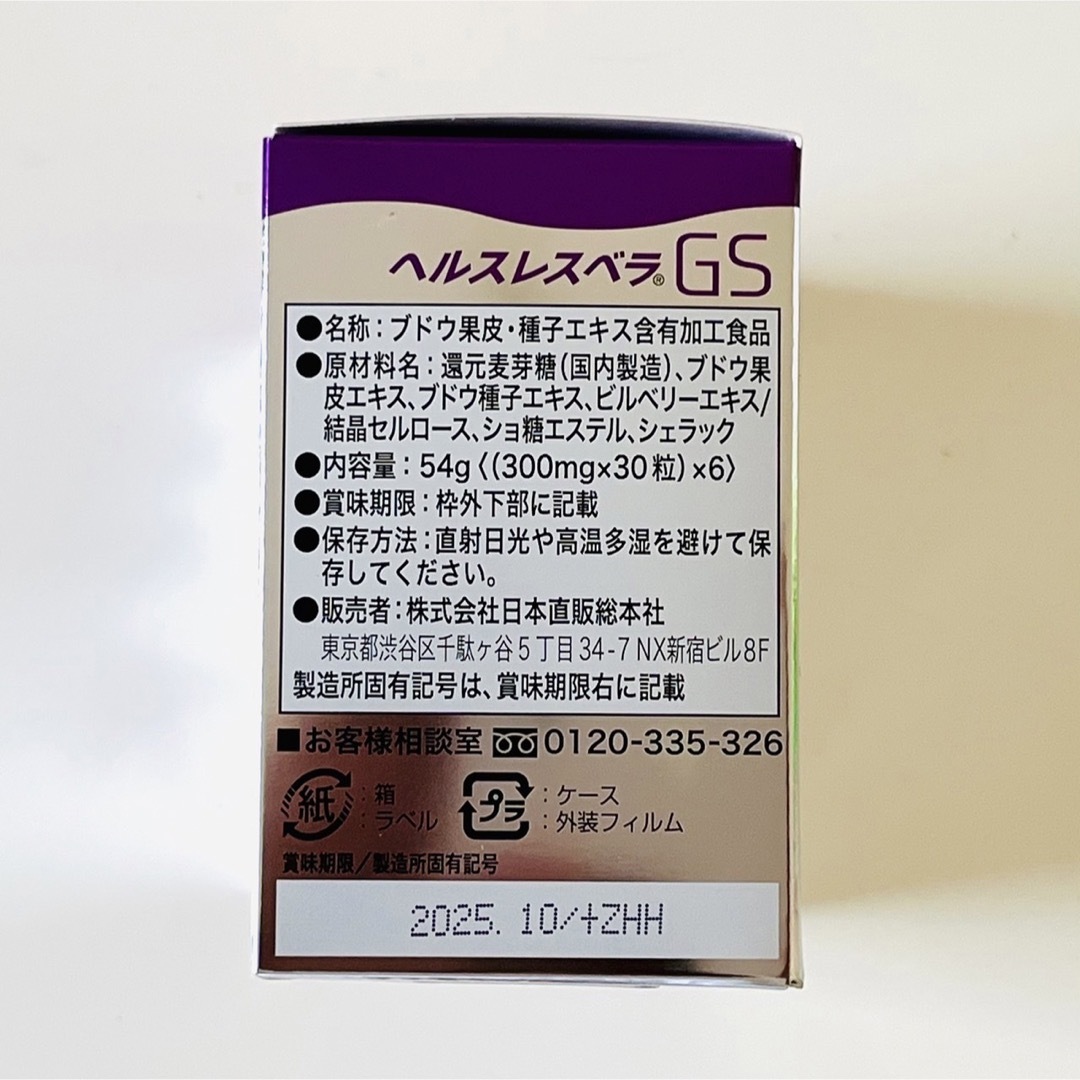 ヘルスレスベラ® GS
●名称：ブドウ果皮・種子エキス含有加工食品
●原材料名：還元麦芽糖（国内製造）、ブドウ果
皮エキス、ブドウ種子エキス、ビルベリーエキス/
結晶セルロース、ショ糖エステル、シェラック
●内容量：54g〈（300mg×30粒）×6〉
●賞味期限：枠外下部に記載
●保存方法：直射日光や高温多湿を避けて保
存してください。
●販売者：株式会社日本直販総本社
東京都渋谷区千駄ヶ谷5丁目34-7 NX新宿ビル8F
製造所固有記号は、賞味期限右に記載
■お客様相談室 0120-335-326
紙 ：箱
：ラベル
プラ ：ケース
：外装フィルム
賞味期限／製造所固有記号
2025. 10/+ZHH